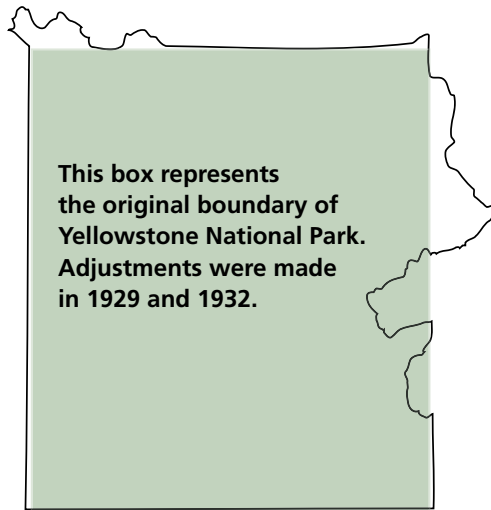 This box represents
the original boundary of
Yellowstone National Park.
Adjustments were made
in 1929 and 1932.